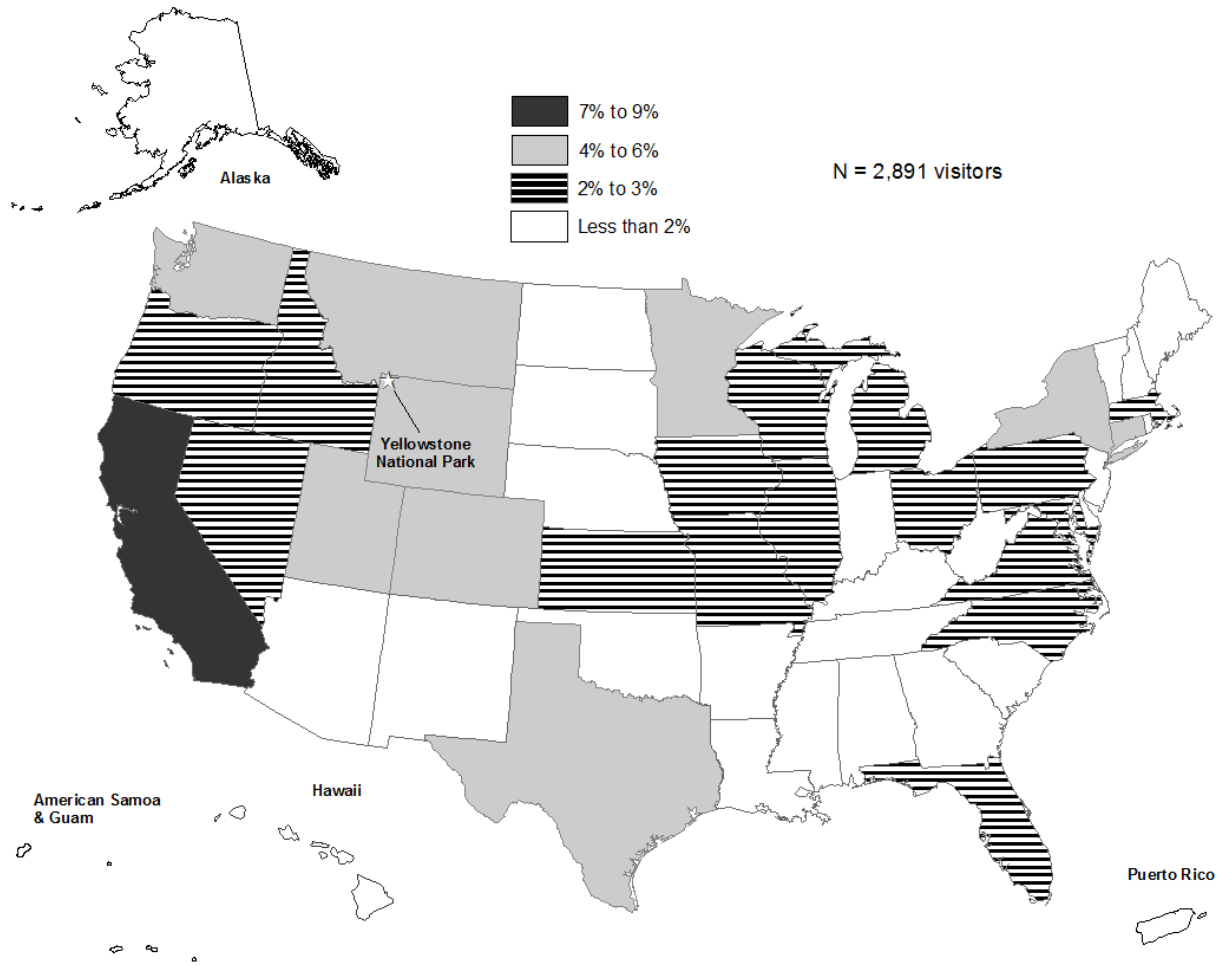 7% to 9%
4% to 6%
2% to 3%
Less than 2%
N = 2,891 visitors
Alaska
Yellowstone
National Park
American Samoa
& Guam
Hawaii
Puerto Rico